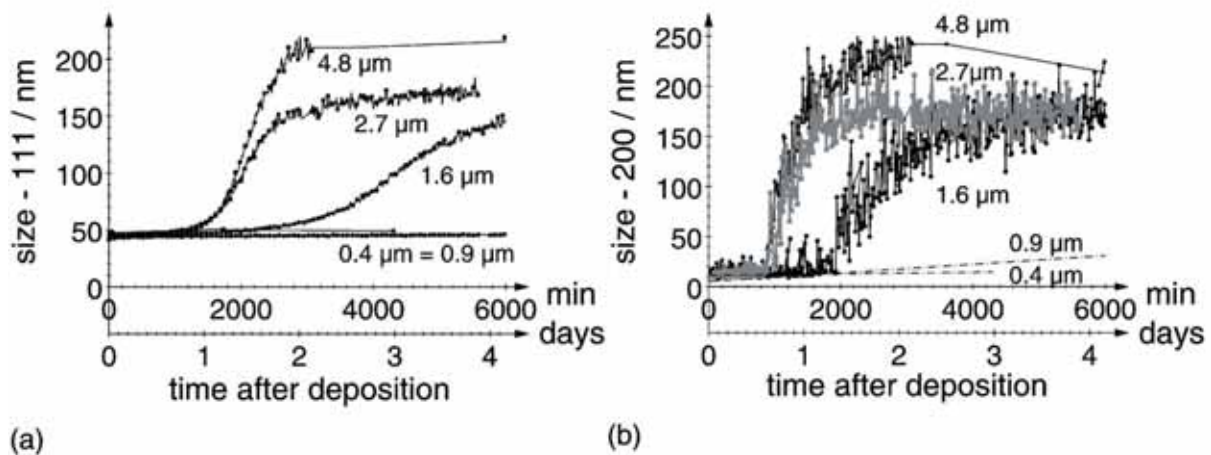 size - 111 / nm
200
150
100
50
0
4.8 µm
2.7 µm
1.6 µm
0.4 µm = 0.9 µm
0 2000 4000 6000 min
0 1 2 3 4 days
time after deposition
(a)
size - 200 / nm
250
200
150
100
50
0
4.8 µm
2.7µm
1.6 µm
0.9 µm
0.4 µm
0 2000 4000 6000 min
0 1 2 3 4 days
time after deposition
(b)